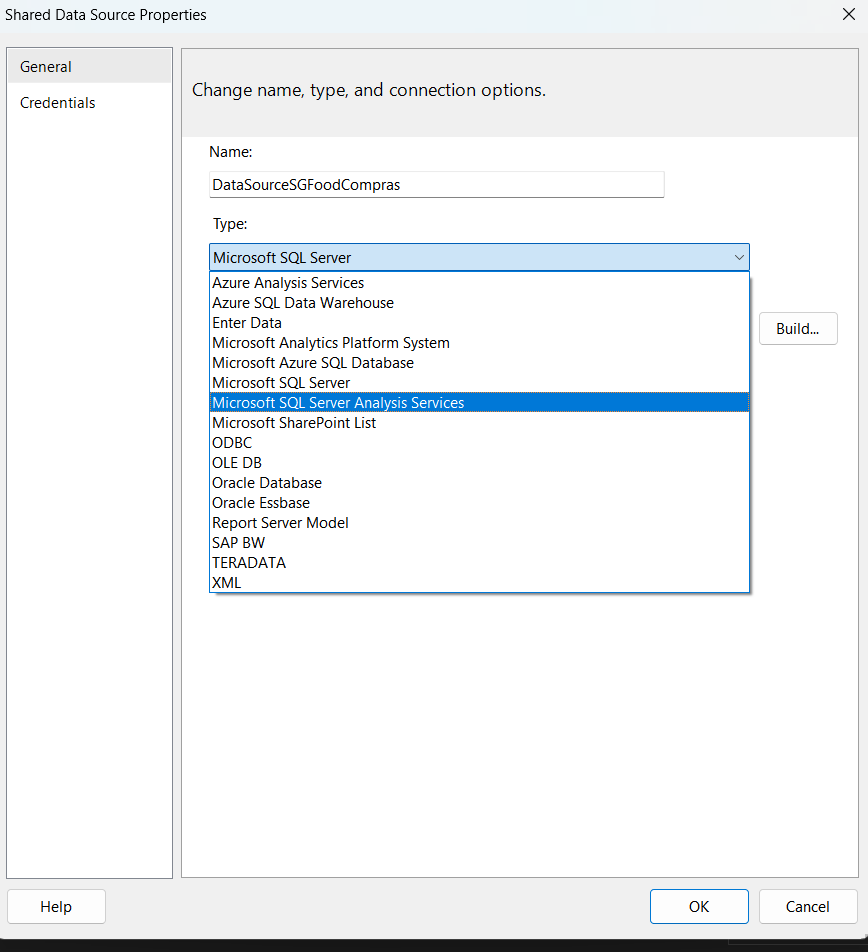 Shared Data Source Properties
General
Credentials
Change name, type, and connection options.
Name:
DataSourceSGFoodCompras
Type:
Microsoft SQL Server
Azure Analysis Services
Azure SQL Data Warehouse
Enter Data
Microsoft Analytics Platform System
Microsoft Azure SQL Database
Microsoft SQL Server
Microsoft SQL Server Analysis Services
Microsoft SharePoint List
ODBC
OLE DB
Oracle Database
Oracle Essbase
Report Server Model
SAP BW
TERADATA
XML
Build...
Help
OK
Cancel